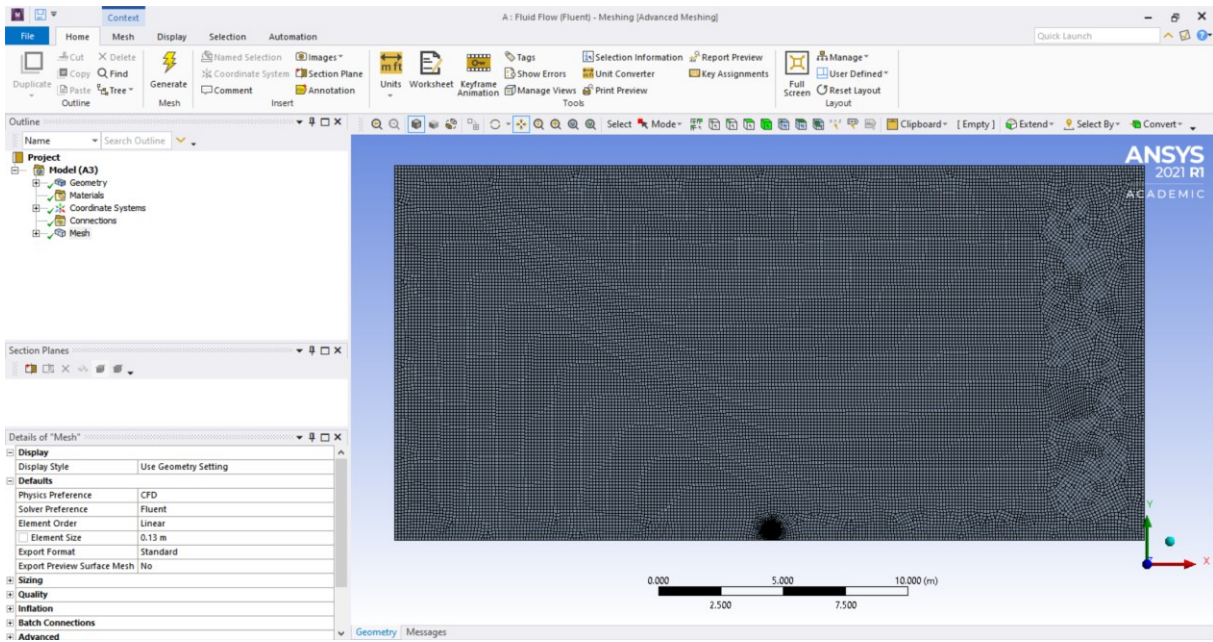 Context
A : Fluid Flow (Fluent) - Meshing [Advanced Meshing]
File Home Mesh Display Selection Automation
Quick Launch
Duplicate
Cut
Copy
Paste
Delete
Find
Tree
Outline
Generate
Mesh
Named Selection
Coordinate System
Comment
Images
Section Plane
Annotation
Insert
Units
Worksheet
Keyframe
Animation
Tags
Show Errors
Manage Views
Selection Information
Unit Converter
Print Preview
Report Preview
Key Assignments
Tools
Full
Screen
Manage
User Defined
Reset Layout
Layout
Outline
Name Search Outline
Select Mode Clipboard [ Empty ] Extend Select By Convert
Project
Model (A3)
Geometry
Materials
Coordinate Systems
Connections
Mesh
Section Planes
Details of "Mesh"
Display
Display Style Use Geometry Setting
Defaults
Physics Preference CFD
Solver Preference Fluent
Element Order Linear
Element Size 0.13 m
Export Format Standard
Export Preview Surface Mesh No
Sizing
Quality
Inflation
Batch Connections
Advanced
ANSYS
2021 R1
ACADEMIC
Y
X
0.000 5.000 10.000 (m)
2.500 7.500
Geometry Messages